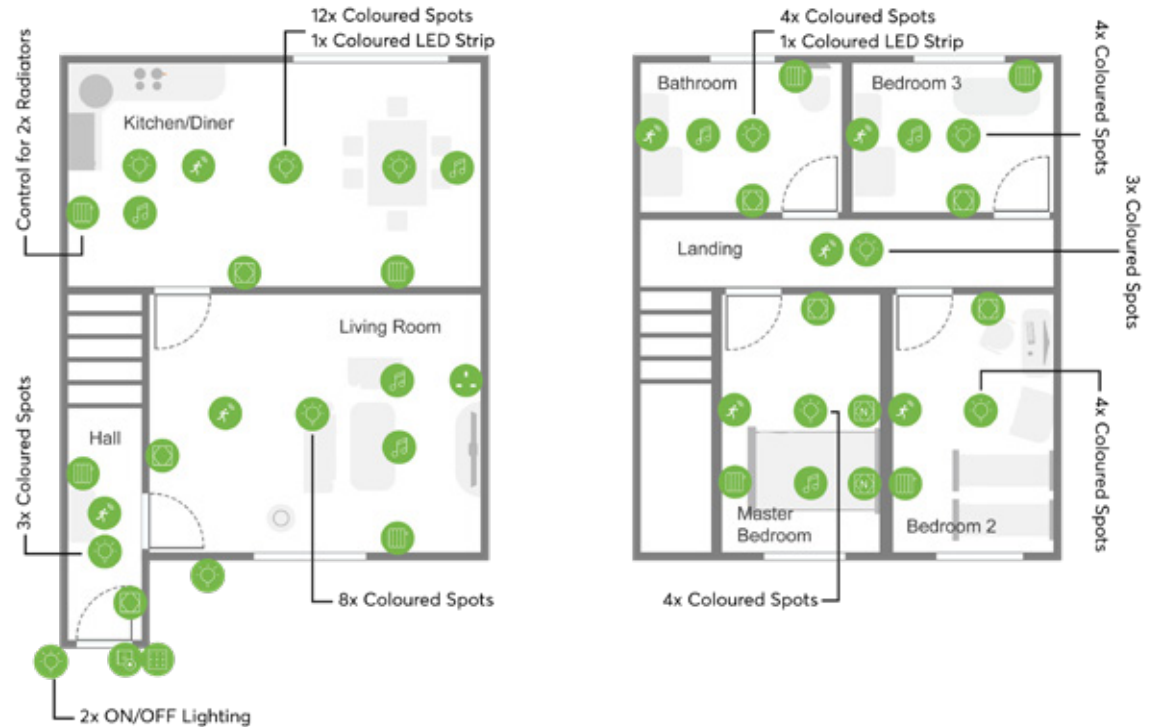 12x Coloured Spots
1x Coloured LED Strip
Control for 2x Radiators
Kitchen/Diner
Living Room
Hall
3x Coloured Spots
8x Coloured Spots
2x ON/OFF Lighting
4x Coloured Spots
1x Coloured LED Strip
4x Coloured Spots
Bathroom
Bedroom 3
3x Coloured Spots
Landing
N
N
Master
Bedroom
Bedroom 2
4x Coloured Spots
4x Coloured Spots